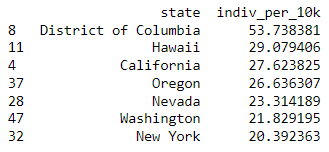 state indiv_per_10k
8 District of Columbia 53.738381
11 Hawaii 29.079406
4 California 27.623825
37 Oregon 26.636307
28 Nevada 23.314189
47 Washington 21.829195
32 New York 20.392363